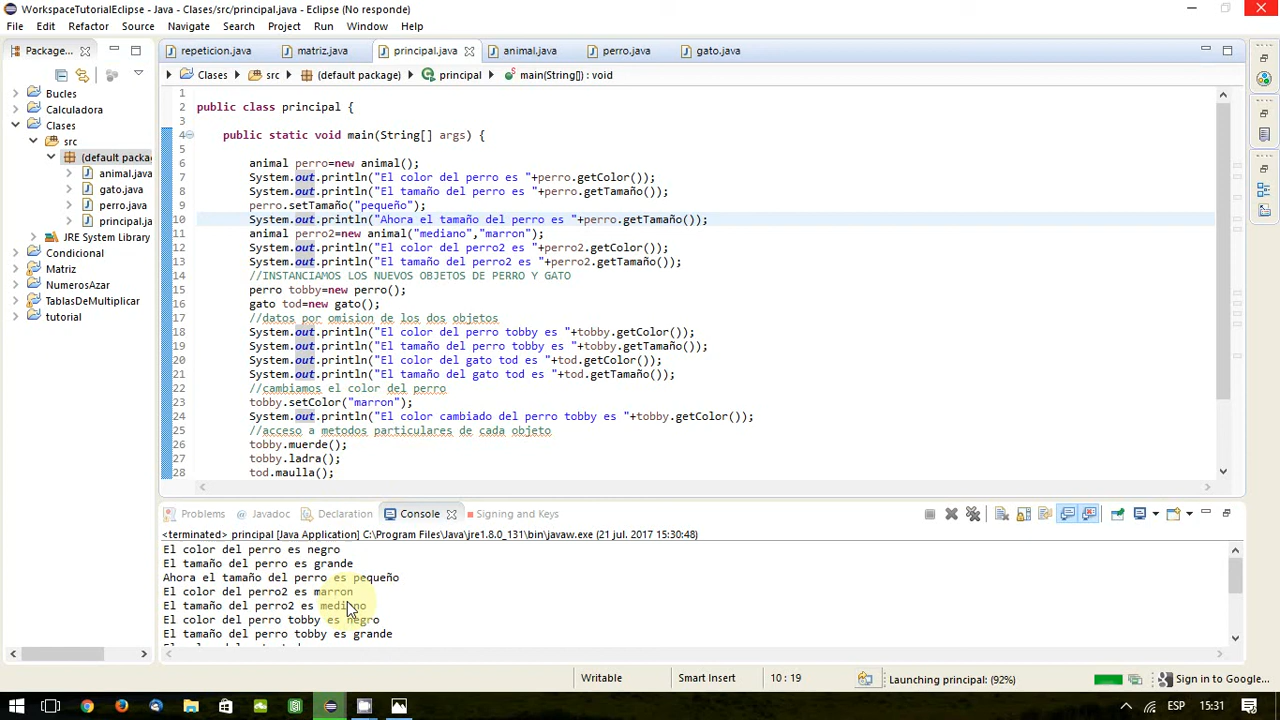 WorkspaceTutorialEclipse - Java - Clases/src/principal.java - Eclipse (No responde)
File Edit Refactor Source Navigate Search Project Run Window Help
Package...
repeticion.java matriz.java principal.java animal.java perro.java gato.java
Clases src (default package) principal main(String[] args) : void
Bucles
Calculadora
Clases
src
(default packa
animal.java
gato.java
perro.java
principal.ja
JRE System Library
Condicional
Matriz
NumerosAzar
TablasDeMultiplicar
tutorial
1
2 public class principal {
3
4 public static void main(String[] args) {
5
6 animal perro=new animal();
7 System.out.println("El color del perro es "+perro.getColor());
8 System.out.println("El tamaño del perro es "+perro.getTamaño());
9 perro.setTamaño("pequeño");
10 System.out.println("Ahora el tamaño del perro es "+perro.getTamaño());
11 animal perro2=new animal("mediano","marron");
12 System.out.println("El color del perro2 es "+perro2.getColor());
13 System.out.println("El tamaño del perro2 es "+perro2.getTamaño());
14 //INSTANCIAMOS LOS NUEVOS OBJETOS DE PERRO Y GATO
15 perro tobby=new perro();
16 gato tod=new gato();
17 //datos por omision de los dos objetos
18 System.out.println("El color del perro tobby es "+tobby.getColor());
19 System.out.println("El tamaño del perro tobby es "+tobby.getTamaño());
20 System.out.println("El color del gato tod es "+tod.getColor());
21 System.out.println("El tamaño del gato tod es "+tod.getTamaño());
22 //cambiamos el color del perro
23 tobby.setColor("marron");
24 System.out.println("El color cambiado del perro tobby es "+tobby.getColor());
25 //acceso a metodos particulares de cada objeto
26 tobby.muerde();
27 tobby.ladra();
28 tod.maulla();
Problems Javadoc Declaration Console Signing and Keys
<terminated> principal [Java Application] C:\Program Files\Java\jre1.8.0_131\bin\javaw.exe (21 jul. 2017 15:30:48)
El color del perro es negro
El tamaño del perro es grande
Ahora el tamaño del perro es pequeño
El color del perro2 es marron
El tamaño del perro2 es mediano
El color del perro tobby es negro
El tamaño del perro tobby es grande
Writable Smart Insert 10 : 19 Launching principal: (92%) Sign in to Google...
ESP 15:31